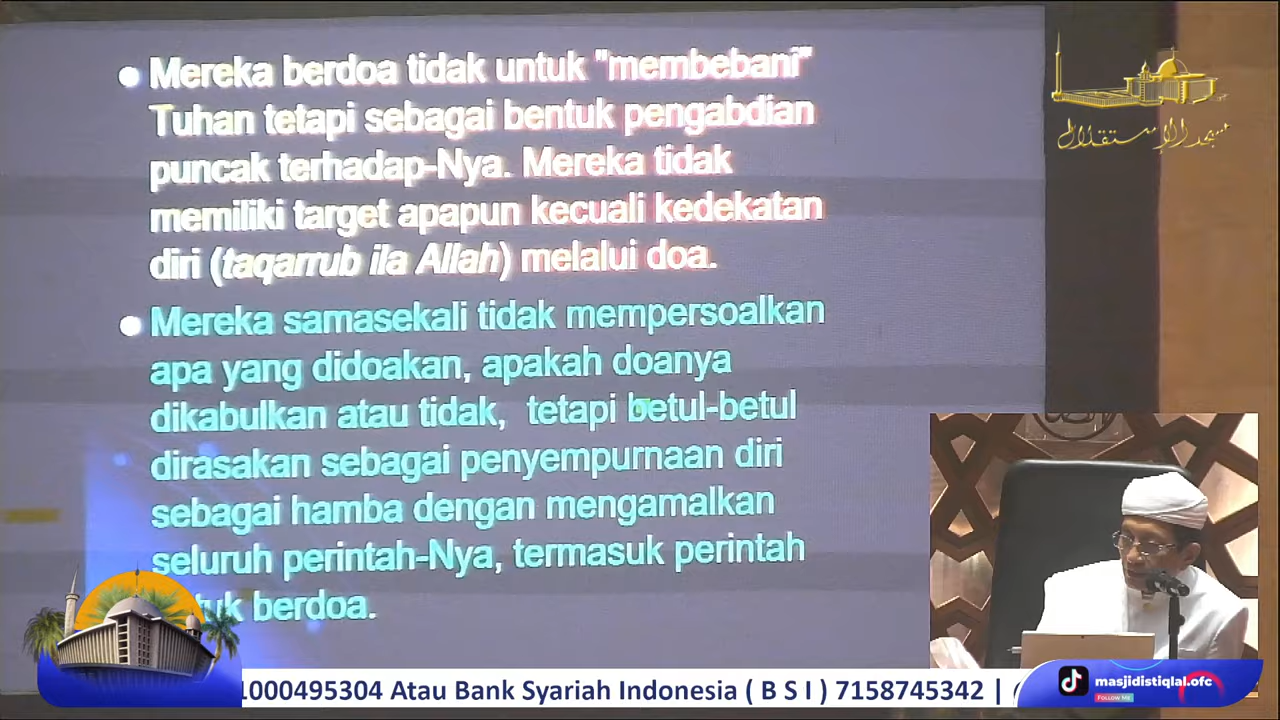 Mereka berdoa tidak untuk "membebani"
Tuhan tetapi sebagai bentuk pengabdian
puncak terhadap-Nya. Mereka tidak
memiliki target apapun kecuali kedekatan
diri (taqarrub ila Allah) melalui doa.
Mereka samasekali tidak mempersoalkan
apa yang didoakan, apakah doanya
dikabulkan atau tidak, tetapi betul-betul
dirasakan sebagai penyempurnaan diri
sebagai hamba dengan mengamalkan
seluruh perintah-Nya, termasuk perintah
berdoa.
مسجد الإستقلال
1000495304 Atau Bank Syariah Indonesia ( B S I ) 7158745342 |
masjidistiqlal.ofc
FOLLOW ME